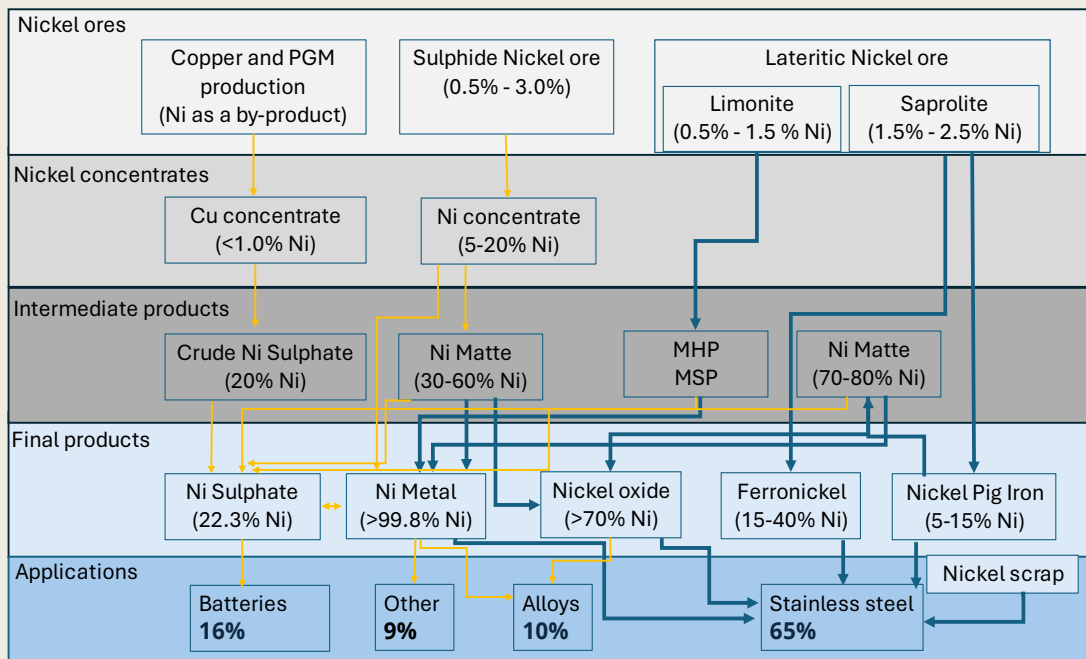 Nickel ores
Copper and PGM
production
(Ni as a by-product)
Sulphide Nickel ore
(0.5% - 3.0%)
Lateritic Nickel ore
Limonite
(0.5% - 1.5 % Ni)
Saprolite
(1.5% - 2.5% Ni)
Nickel concentrates
Cu concentrate
(<1.0% Ni)
Ni concentrate
(5-20% Ni)
Intermediate products
Crude Ni Sulphate
(20% Ni)
Ni Matte
(30-60% Ni)
MHP
MSP
Ni Matte
(70-80% Ni)
Final products
Ni Sulphate
(22.3% Ni)
Ni Metal
(>99.8% Ni)
Nickel oxide
(>70% Ni)
Ferronickel
(15-40% Ni)
Nickel Pig Iron
(5-15% Ni)
Applications
Nickel scrap
Batteries
16%
Other
9%
Alloys
10%
Stainless steel
65%